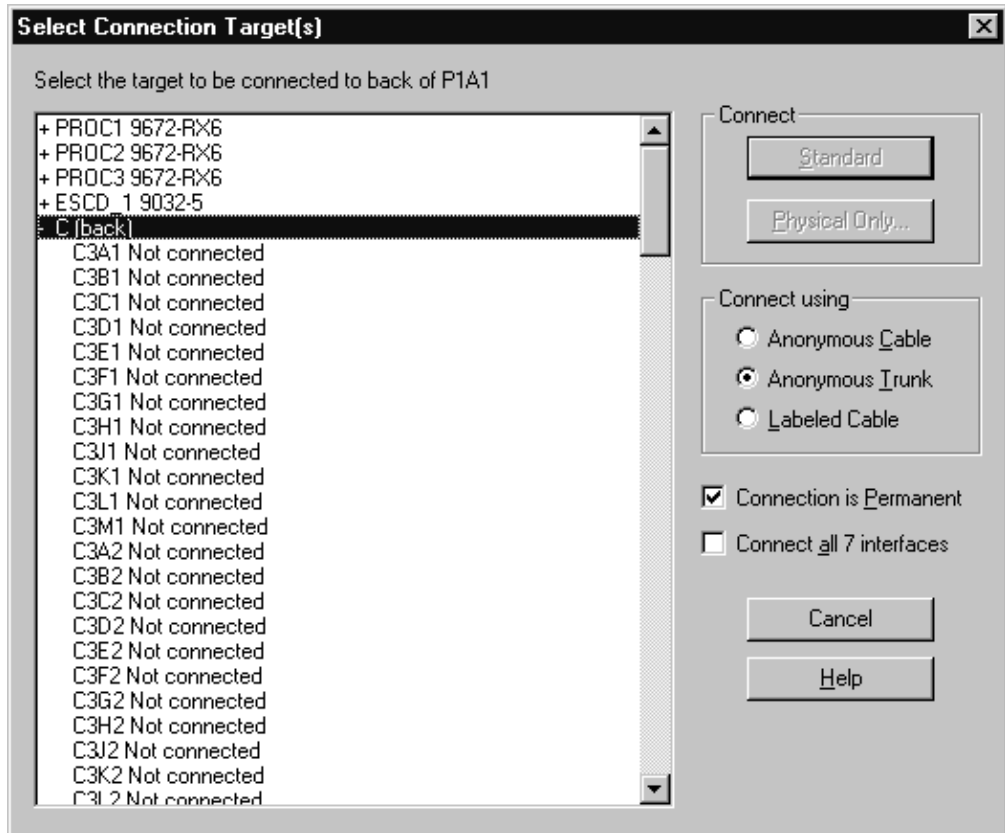 Select Connection Target(s)
Select the target to be connected to back of P1A1
+ PROC1 9672-RX6
+ PROC2 9672-RX6
+ PROC3 9672-RX6
+ ESCD_1 9032-5
- C (back)
C3A1 Not connected
C3B1 Not connected
C3C1 Not connected
C3D1 Not connected
C3E1 Not connected
C3F1 Not connected
C3G1 Not connected
C3H1 Not connected
C3J1 Not connected
C3K1 Not connected
C3L1 Not connected
C3M1 Not connected
C3A2 Not connected
C3B2 Not connected
C3C2 Not connected
C3D2 Not connected
C3E2 Not connected
C3F2 Not connected
C3G2 Not connected
C3H2 Not connected
C3J2 Not connected
C3K2 Not connected
C3L2 Not connected
Connect
Standard
Physical Only...
Connect using
Anonymous Cable
Anonymous Trunk
Labeled Cable
Connection is Permanent
Connect all 7 interfaces
Cancel
Help